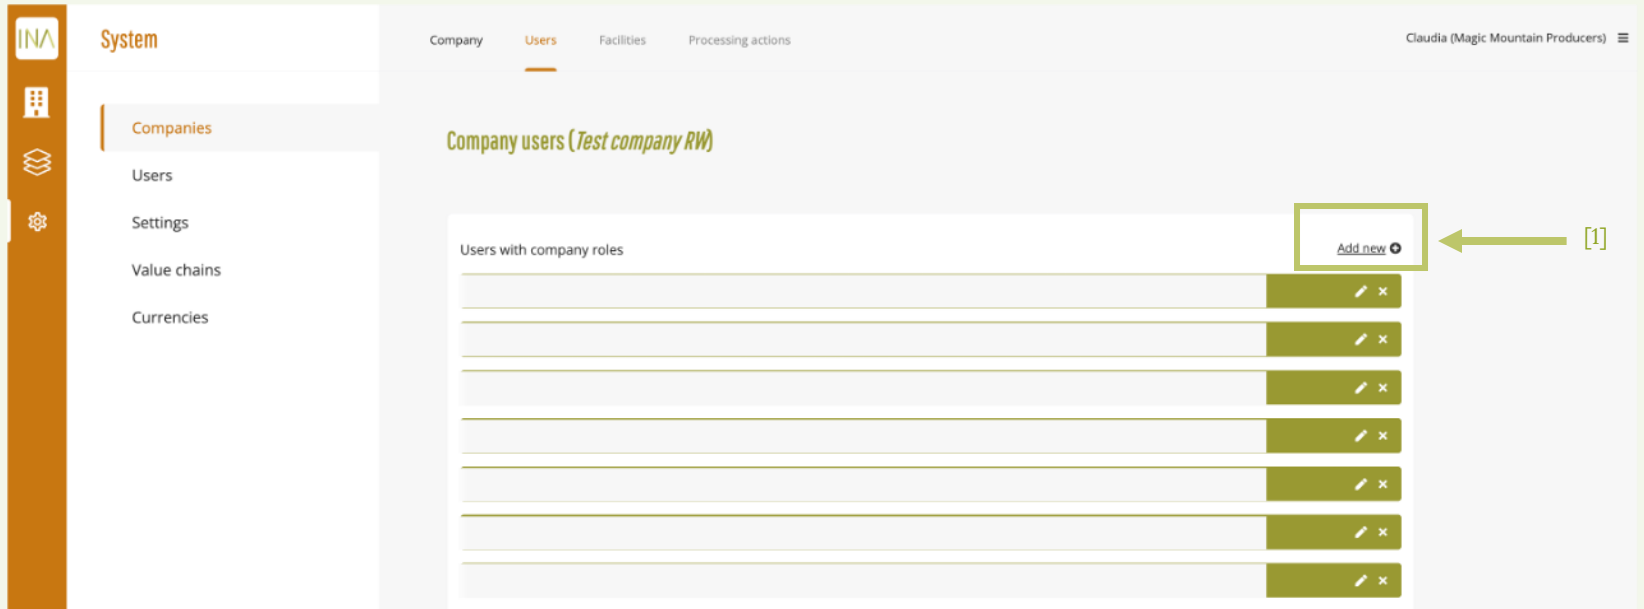 INA
System
Company Users Facilities Processing actions
Claudia (Magic Mountain Producers)
Companies
Users
Settings
Value chains
Currencies
Company users (Test company RW)
Users with company roles
Add new
[1]